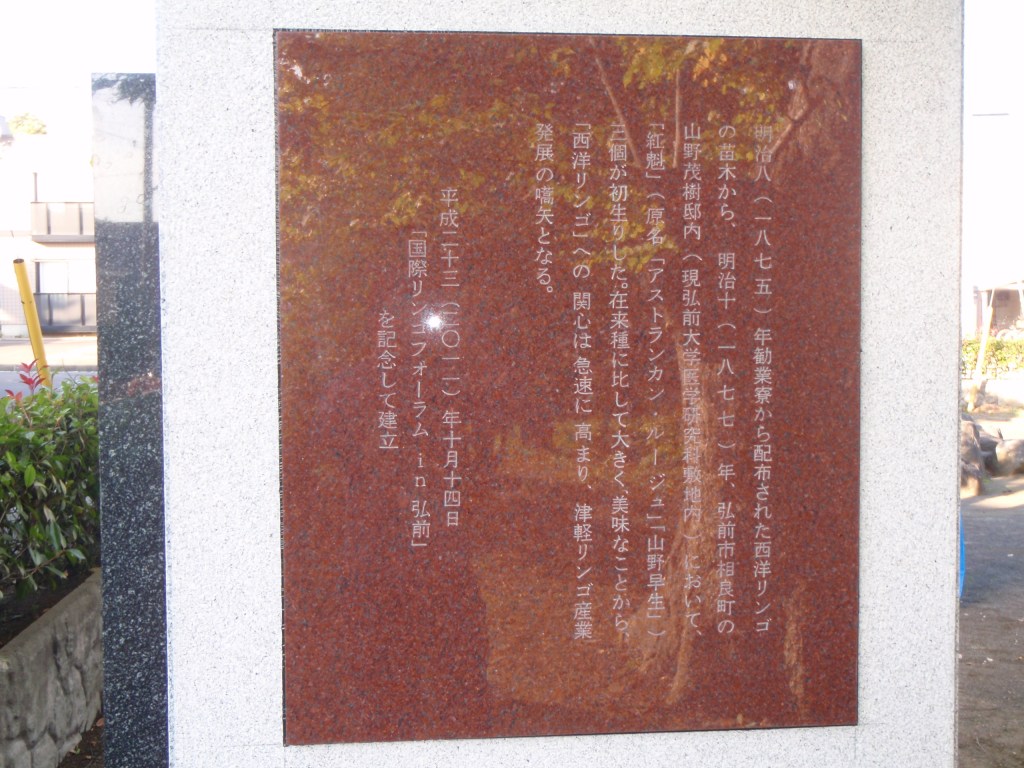 明治八（一八七五）年勧業寮から配布された西洋リンゴ
の苗木から、明治十（一八七七）年、弘前市相良町の
山野茂樹邸内（現弘前大学医学研究科敷地内）において、
「紅魁」（原名「アストランカン・ルージュ」「山野早生」）
三個が初生りした。在来種に比して大きく、美味なことから、
「西洋リンゴ」への関心は急速に高まり、津軽リンゴ産業
発展の嚆矢となる。
平成二十三（二〇一一）年十月十四日
「国際リンゴフォーラム in 弘前」
を記念して建立